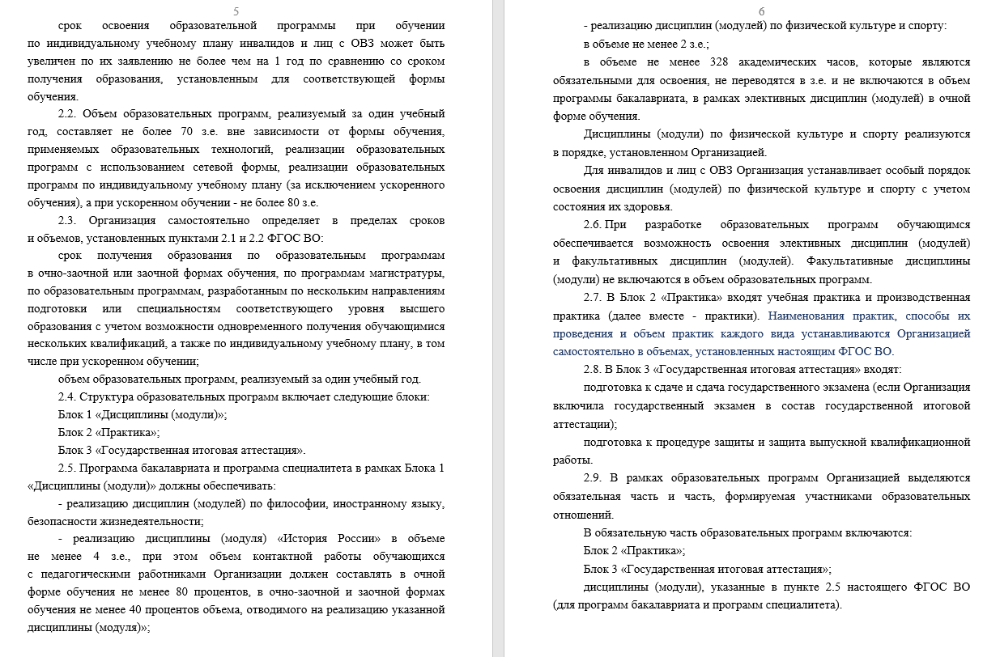 5
срок освоения образовательной программы при обучении
по индивидуальному учебному плану инвалидов и лиц с ОВЗ может быть
увеличен по их заявлению не более чем на 1 год по сравнению со сроком
получения образования, установленным для соответствующей формы
обучения.
2.2. Объем образовательных программ, реализуемый за один учебный
год, составляет не более 70 з.е. вне зависимости от формы обучения,
применяемых образовательных технологий, реализации образовательных
программ с использованием сетевой формы, реализации образовательных
программ по индивидуальному учебному плану (за исключением ускоренного
обучения), а при ускоренном обучении - не более 80 з.е.
2.3. Организация самостоятельно определяет в пределах сроков
и объемов, установленных пунктами 2.1 и 2.2 ФГОС ВО:
срок получения образования по образовательным программам
в очно-заочной или заочной формах обучения, по программам магистратуры,
по образовательным программам, разработанным по нескольким направлениям
подготовки или специальностям соответствующего уровня высшего
образования с учетом возможности одновременного получения обучающимися
нескольких квалификаций, а также по индивидуальному учебному плану, в том
числе при ускоренном обучении;
объем образовательных программ, реализуемый за один учебный год.
2.4. Структура образовательных программ включает следующие блоки:
Блок 1 «Дисциплины (модули)»;
Блок 2 «Практика»;
Блок 3 «Государственная итоговая аттестация».
2.5. Программа бакалавриата и программа специалитета в рамках Блока 1
«Дисциплины (модули)» должны обеспечивать:
- реализацию дисциплин (модулей) по философии, иностранному языку,
безопасности жизнедеятельности;
- реализацию дисциплины (модуля) «История России» в объеме
не менее 4 з.е., при этом объем контактной работы обучающихся
с педагогическими работниками Организации должен составлять в очной
форме обучения не менее 80 процентов, в очно-заочной и заочной формах
обучения не менее 40 процентов объема, отводимого на реализацию указанной
дисциплины (модуля)»;
6
- реализацию дисциплин (модулей) по физической культуре и спорту:
в объеме не менее 2 з.е.;
в объеме не менее 328 академических часов, которые являются
обязательными для освоения, не переводятся в з.е. и не включаются в объем
программы бакалавриата, в рамках элективных дисциплин (модулей) в очной
форме обучения.
Дисциплины (модули) по физической культуре и спорту реализуются
в порядке, установленном Организацией.
Для инвалидов и лиц с ОВЗ Организация устанавливает особый порядок
освоения дисциплин (модулей) по физической культуре и спорту с учетом
состояния их здоровья.
2.6. При разработке образовательных программ обучающимся
обеспечивается возможность освоения элективных дисциплин (модулей)
и факультативных дисциплин (модулей). Факультативные дисциплины
(модули) не включаются в объем образовательных программ.
2.7. В Блок 2 «Практика» входят учебная практика и производственная
практика (далее вместе - практики). Наименования практик, способы их
проведения и объем практик каждого вида устанавливаются Организацией
самостоятельно в объемах, установленных настоящим ФГОС ВО.
2.8. В Блок 3 «Государственная итоговая аттестация» входят:
подготовка к сдаче и сдача государственного экзамена (если Организация
включила государственный экзамен в состав государственной итоговой
аттестации);
подготовка к процедуре защиты и защита выпускной квалификационной
работы.
2.9. В рамках образовательных программ Организацией выделяются
обязательная часть и часть, формируемая участниками образовательных
отношений.
В обязательную часть образовательных программ включаются:
Блок 2 «Практика»;
Блок 3 «Государственная итоговая аттестация»;
дисциплины (модули), указанные в пункте 2.5 настоящего ФГОС ВО
(для программ бакалавриата и программ специалитета).